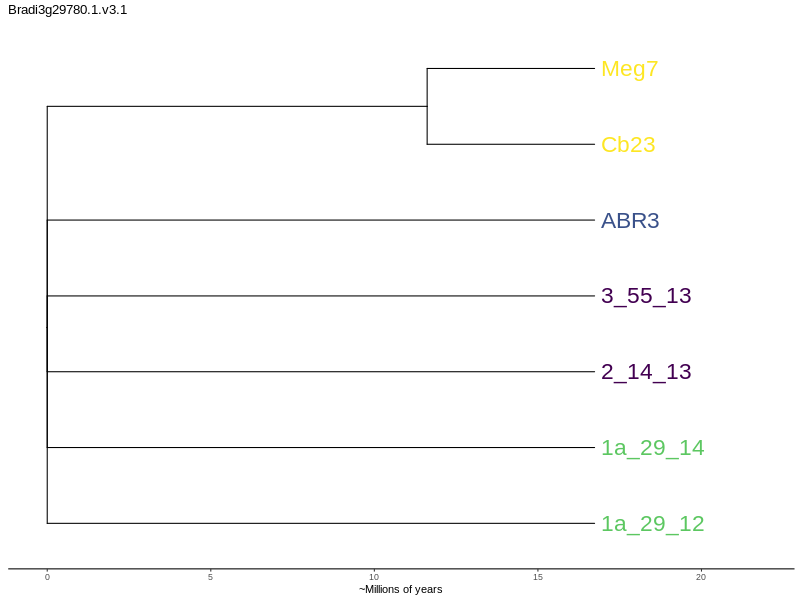 Bradi3g29780.1.v3.1
Meg7
Cb23
ABR3
3_55_13
2_14_13
1a_29_14
1a_29_12
0 5 10 15 20
~Millions of years